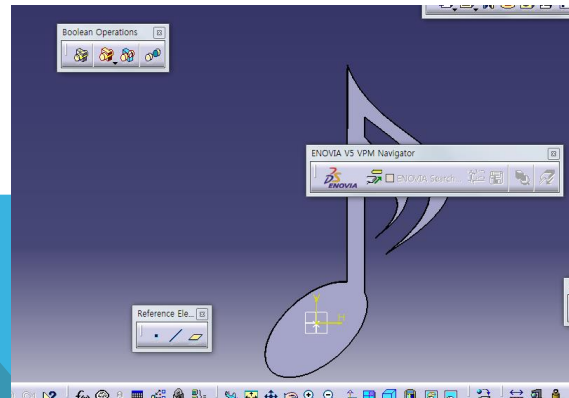 Boolean Operations
ENOVIA V5 VPM Navigator
ENOVIA
ENOVIA Search
Reference Ele...
Y
H